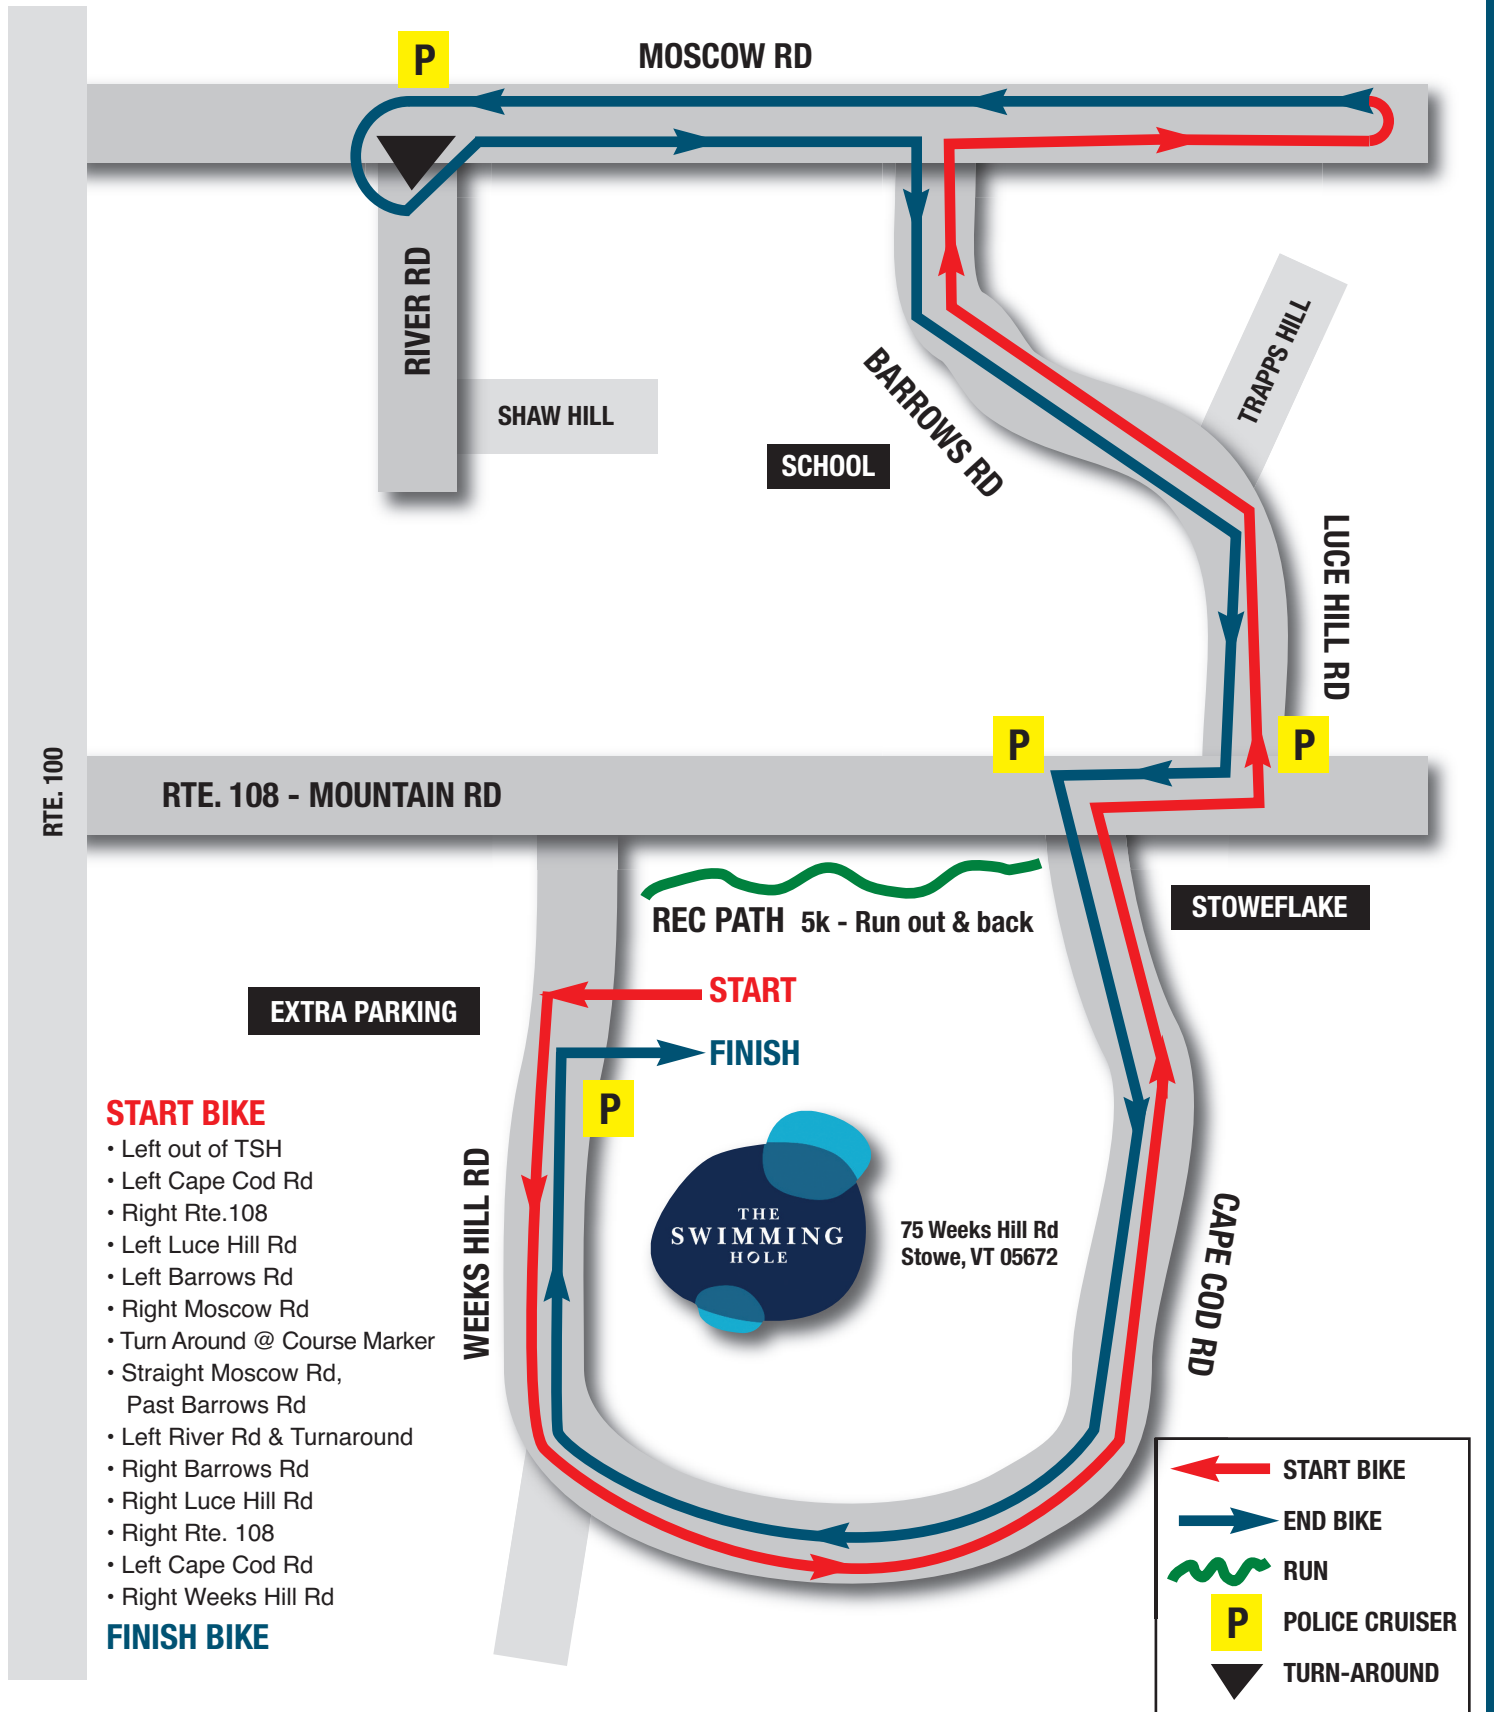 P
MOSCOW RD
RIVER RD
SHAW HILL
BARROWS RD
TRAPPS HILL
SCHOOL
LUCE HILL RD
P
P
RTE. 100
RTE. 108 - MOUNTAIN RD
STOWEFLAKE
REC PATH 5k - Run out & back
EXTRA PARKING
START
FINISH
P
WEEKS HILL RD
THE
SWIMMING
HOLE
75 Weeks Hill Rd
Stowe, VT 05672
CAPE COD RD
START BIKE
• Left out of TSH
• Left Cape Cod Rd
• Right Rte.108
• Left Luce Hill Rd
• Left Barrows Rd
• Right Moscow Rd
• Turn Around @ Course Marker
• Straight Moscow Rd,
Past Barrows Rd
• Left River Rd & Turnaround
• Right Barrows Rd
• Right Luce Hill Rd
• Right Rte. 108
• Left Cape Cod Rd
• Right Weeks Hill Rd
FINISH BIKE
START BIKE
END BIKE
RUN
P POLICE CRUISER
TURN-AROUND